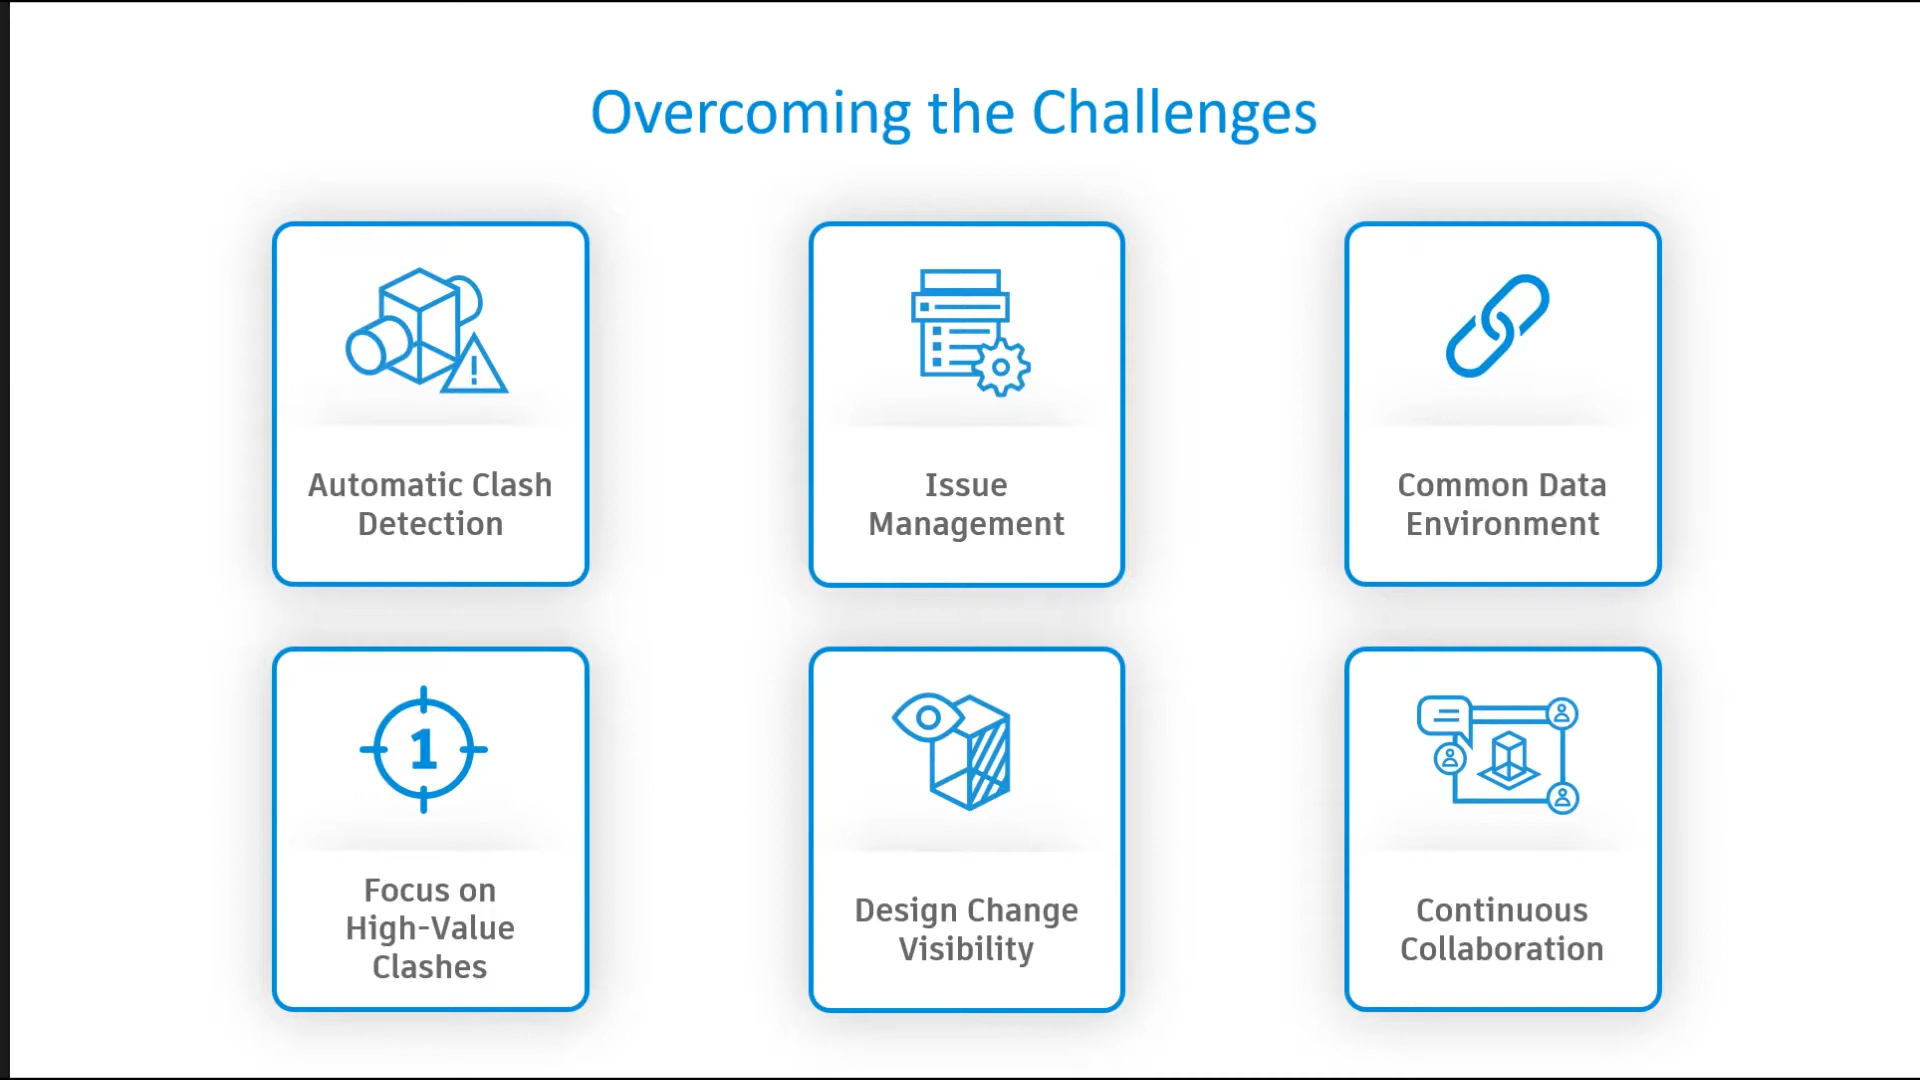 Overcoming the Challenges
Automatic Clash
Detection
Issue
Management
Common Data
Environment
1
Focus on
High-Value
Clashes
Design Change
Visibility
Continuous
Collaboration